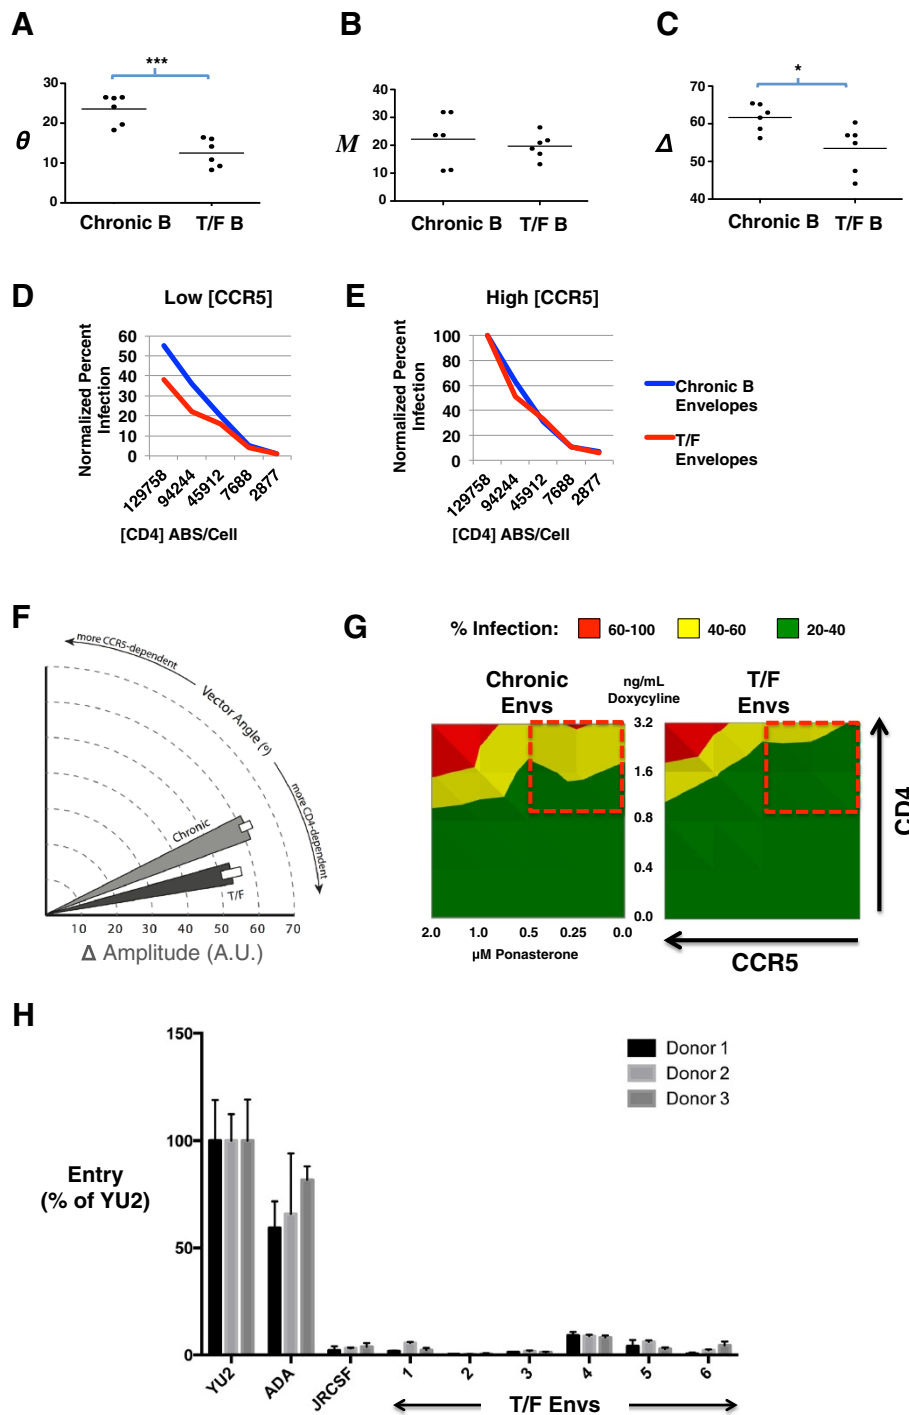 A
***
30
20
10
0
θ
Chronic B
T/F B
B
40
30
20
10
0
M
Chronic B
T/F B
C
*
70
60
50
40
Δ
Chronic B
T/F B
D
Low [CCR5]
Normalized Percent
Infection
60
50
40
30
20
10
0
129758
94244
45912
7688
2877
[CD4] ABS/Cell
E
High [CCR5]
Normalized Percent
Infection
100
80
60
40
20
0
129758
94244
45912
7688
2877
[CD4] ABS/Cell
Chronic B
Envelopes
T/F
Envelopes
F
more CCR5-dependent
Vector Angle (º)
more CD4-dependent
Chronic
T/F
10 20 30 40 50 60 70
Δ Amplitude (A.U.)
G
% Infection: 60-100 40-60 20-40
Chronic
Envs
ng/mL
Doxycyline
T/F
Envs
3.2
1.6
0.8
0.4
0.0
2.0 1.0 0.5 0.25 0.0
µM Ponasterone
CCR5
CD4
H
150
100
50
0
Entry
(% of YU2)
Donor 1
Donor 2
Donor 3
YU2
ADA
JRCSF
1
2
3
4
5
6
T/F Envs